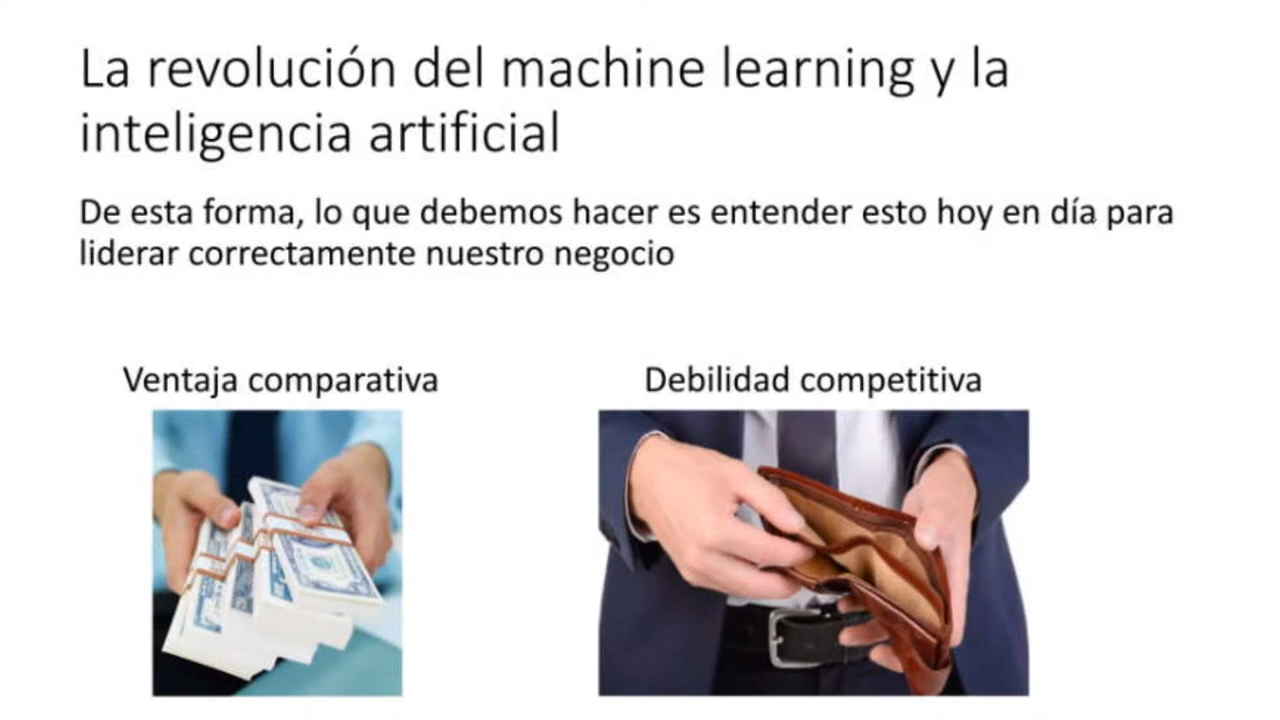 La revolución del machine learning y la
inteligencia artificial
De esta forma, lo que debemos hacer es entender esto hoy en día para
liderar correctamente nuestro negocio
Ventaja comparativa
Debilidad competitiva